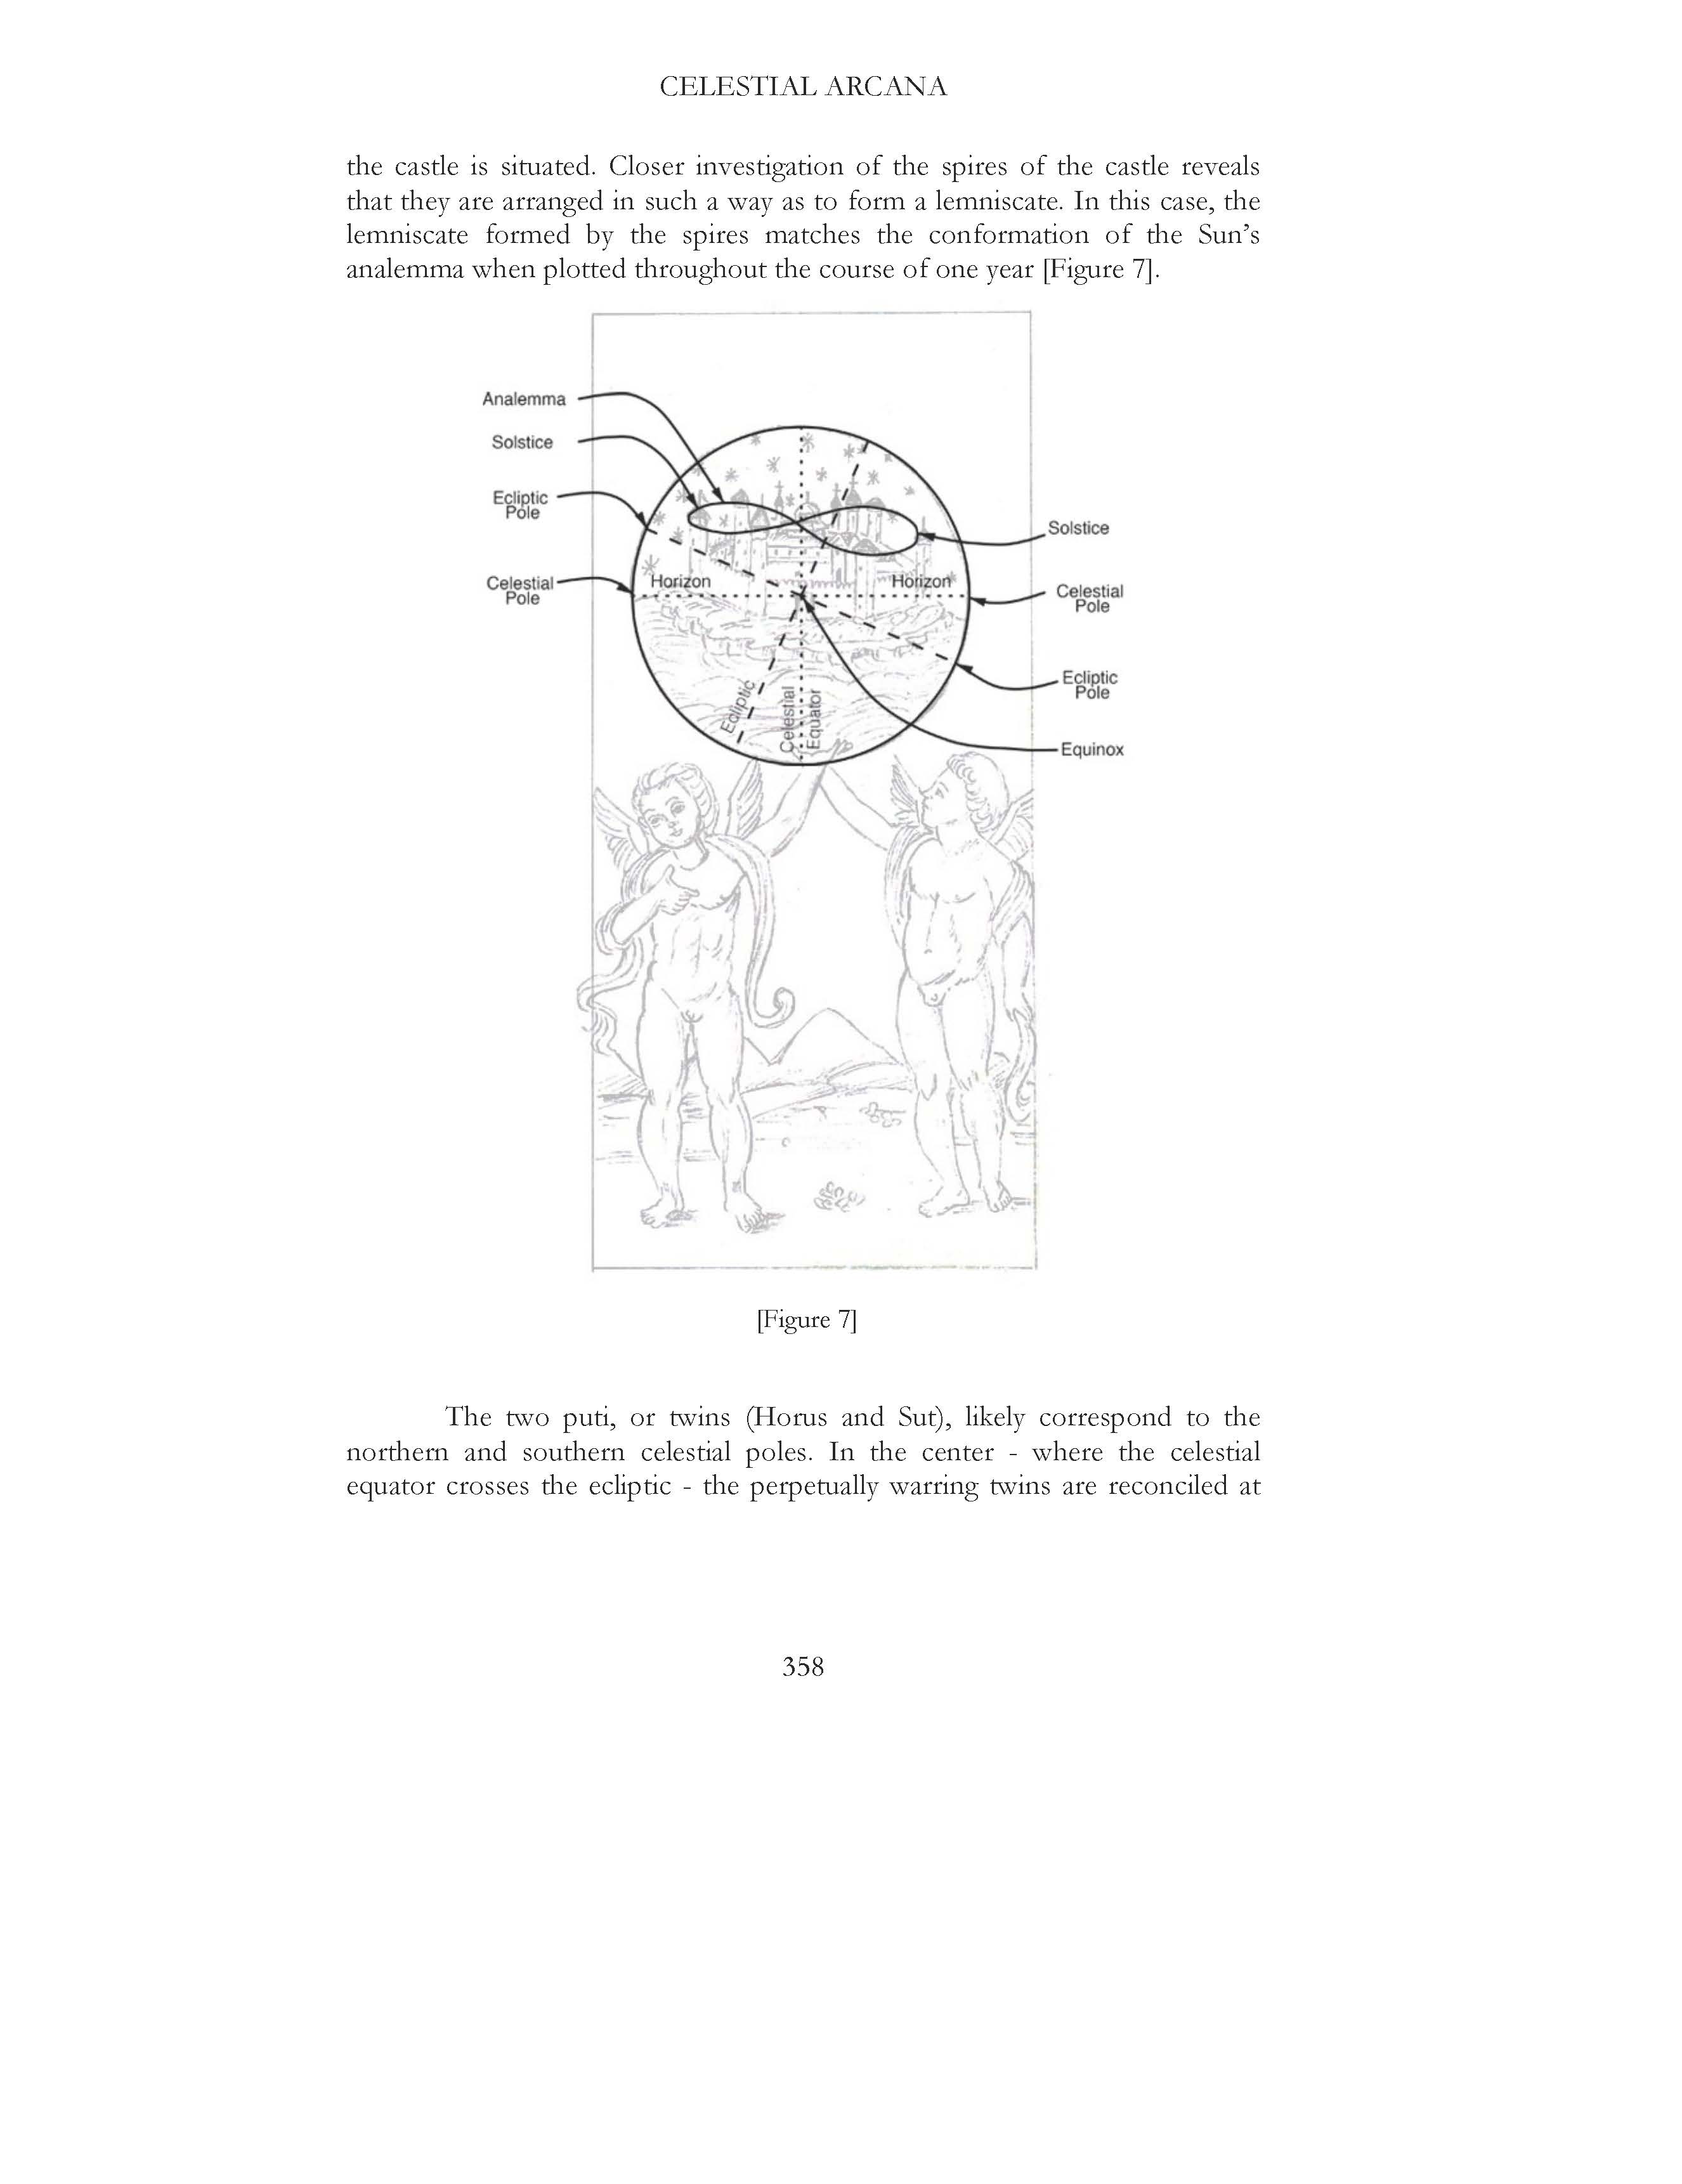 CELESTIAL ARCANA
the castle is situated. Closer investigation of the spires of the castle reveals
that they are arranged in such a way as to form a lemniscate. In this case, the
lemniscate formed by the spires matches the conformation of the Sun's
analemma when plotted throughout the course of one year [Figure 7].
Analemma
Solstice
Ecliptic
Pole
Solstice
Celestial
Pole
Horizon
Horizon
Celestial
Pole
Ecliptic
Pole
Ecliptic
Celestial
Equator
Equinox
[Figure 7]
The two puti, or twins (Horus and Sut), likely correspond to the
northern and southern celestial poles. In the center - where the celestial
equator crosses the ecliptic - the perpetually warring twins are reconciled at
358